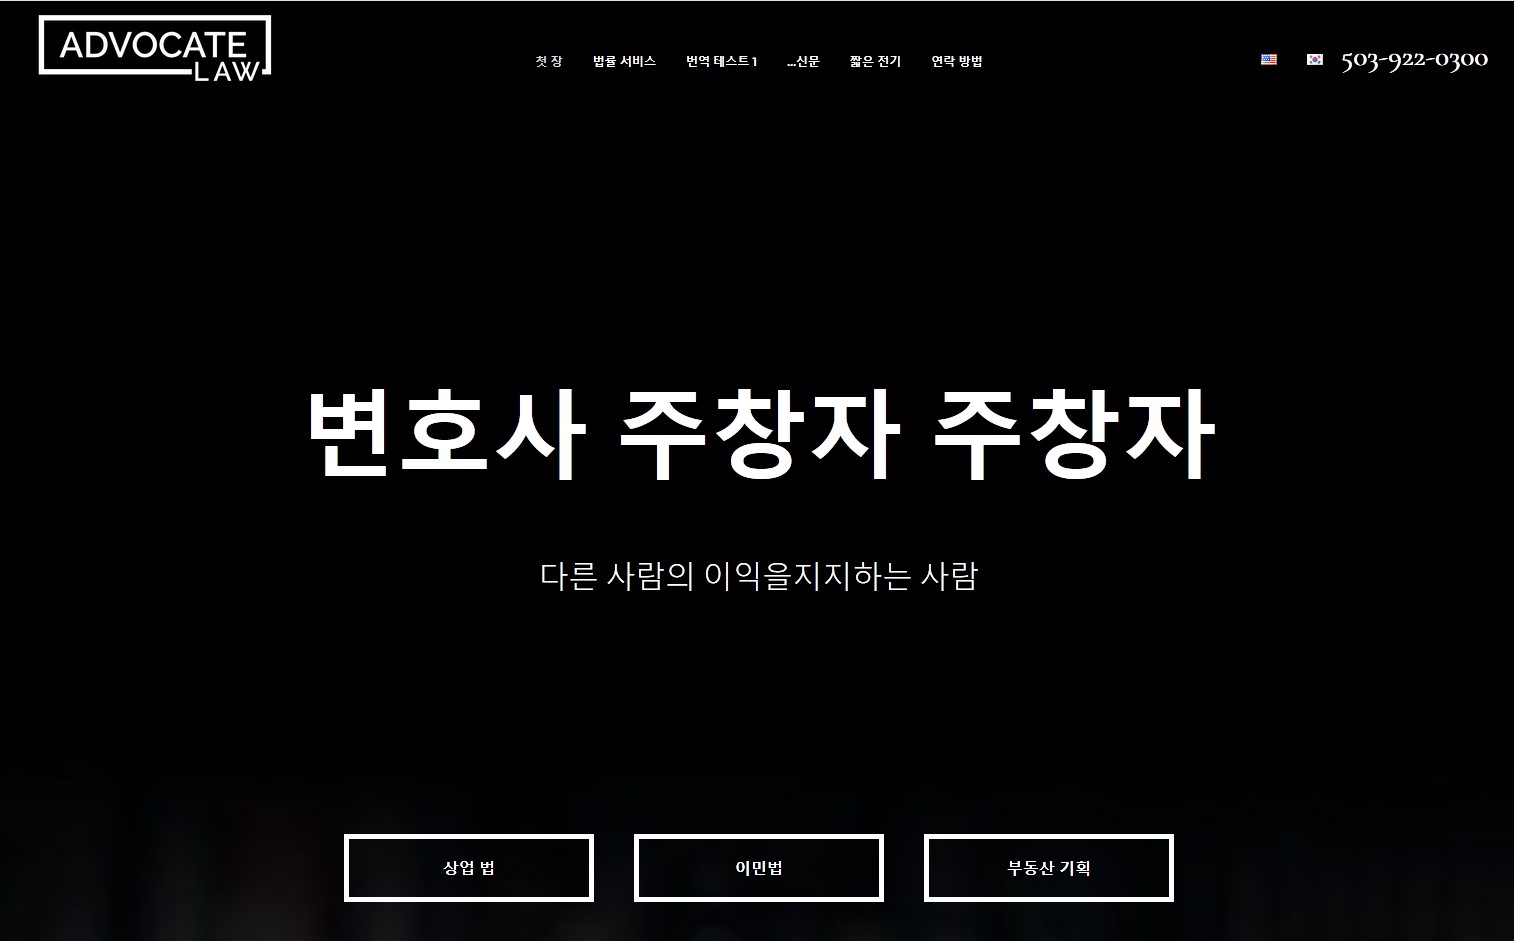 ADVOCATE
LAW
첫 장
법률 서비스
번역 테스트 1
...신문
짧은 전기
연락 방법
503-922-0300
변호사 주창자 주창자
다른 사람의 이익을지지하는 사람
상업 법
이민법
부동산 기획